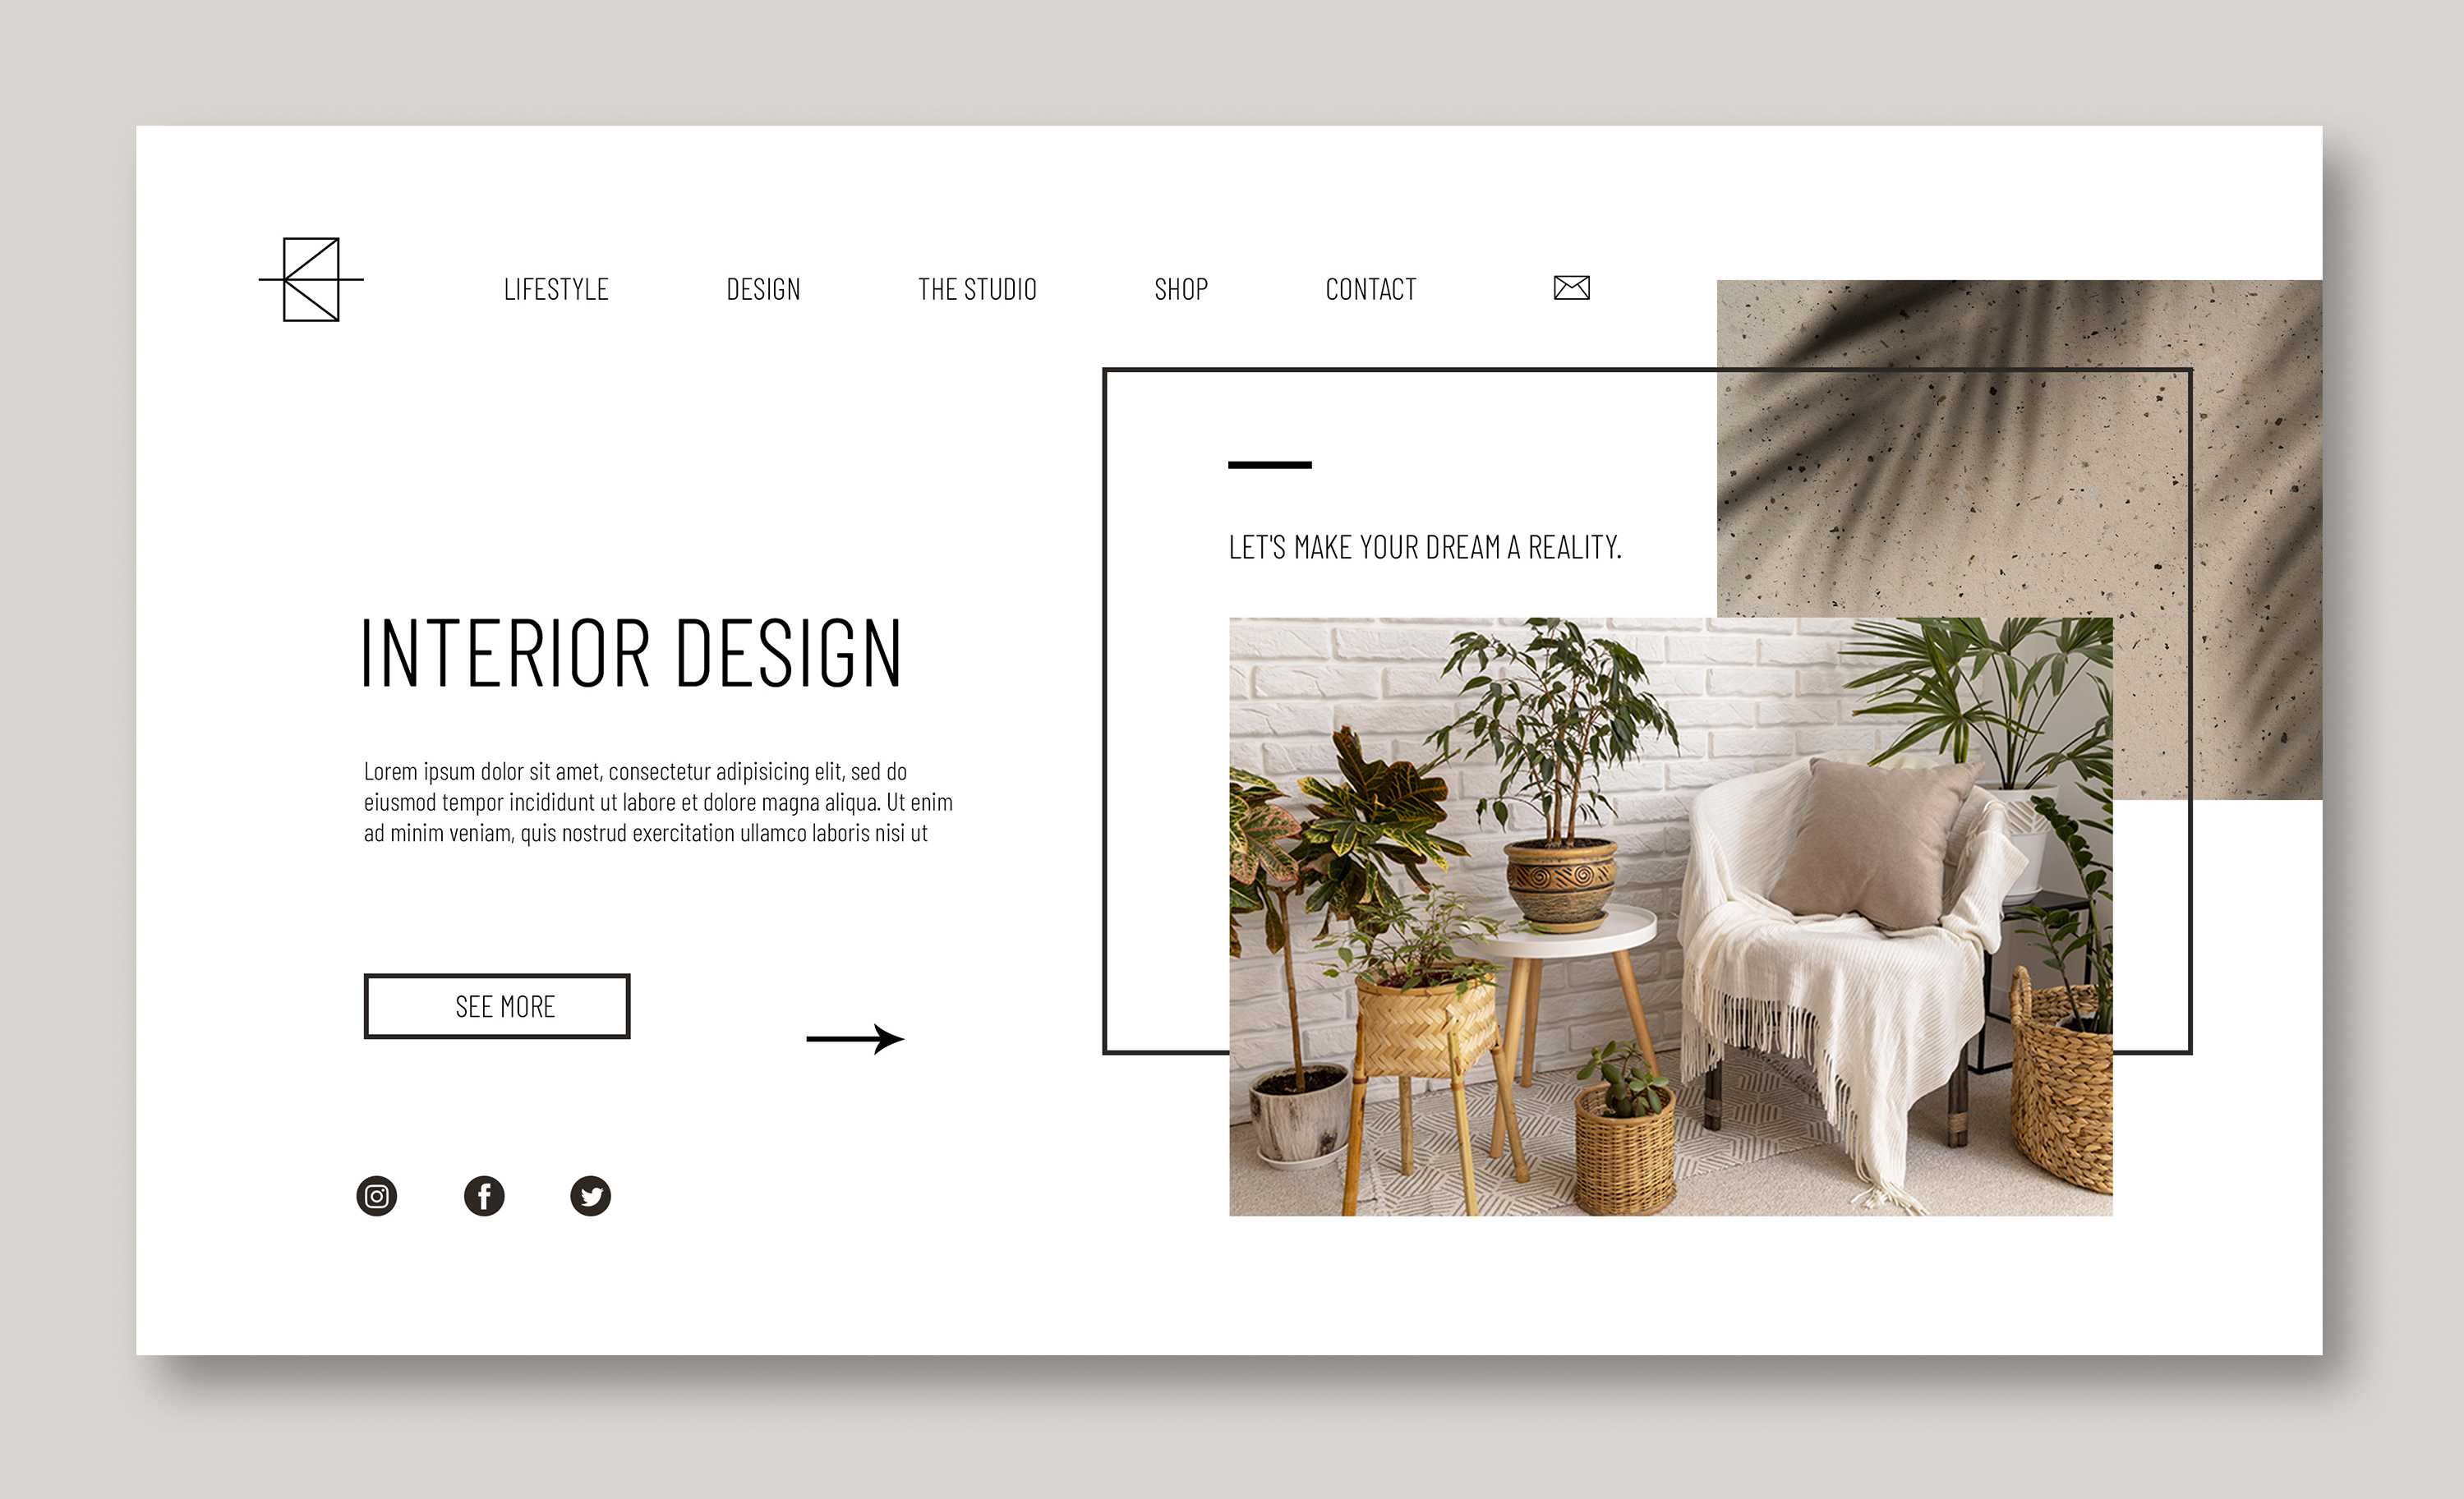 LIFESTYLE
DESIGN
THE STUDIO
SHOP
CONTACT
LET'S MAKE YOUR DREAM A REALITY.
INTERIOR DESIGN
Lorem ipsum dolor sit amet, consectetur adipisicing elit, sed do
eiusmod tempor incididunt ut labore et dolore magna aliqua. Ut enim
ad minim veniam, quis nostrud exercitation ullamco laboris nisi ut
SEE MORE